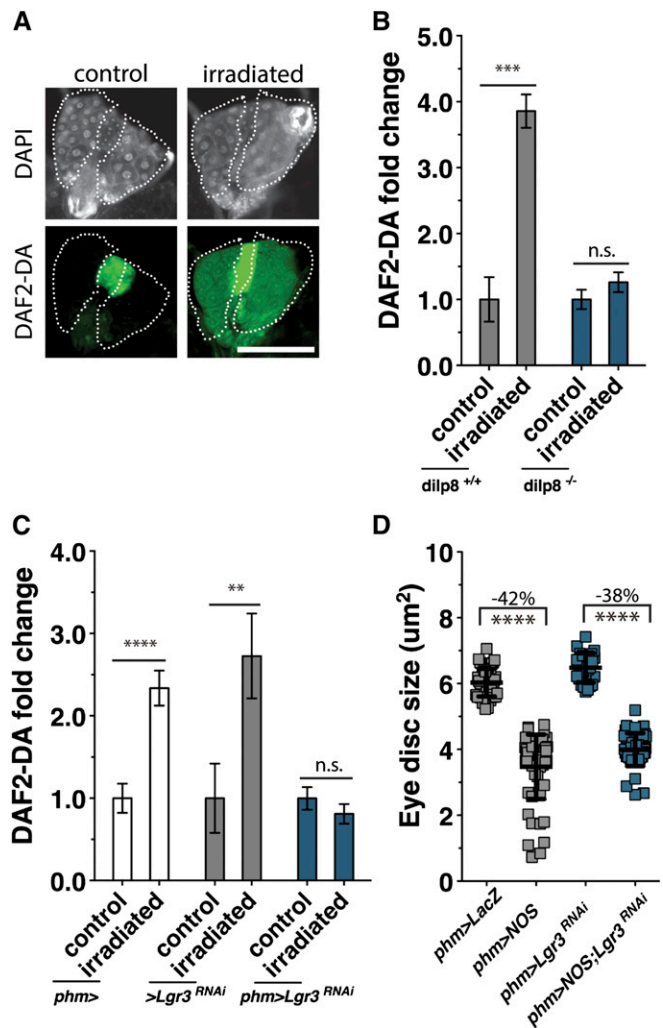 A
control irradiated
DAPI
DAF2-DA
B
DAF2-DA fold change
5.0
4.0
3.0
2.0
1.0
0.0
***
n.s.
control
irradiated
control
irradiated
dilp8 +/+
dilp8 -/-
C
DAF2-DA fold change
4.0
3.0
2.0
1.0
0.0
****
**
n.s.
control
irradiated
control
irradiated
control
irradiated
phm>
>Lgr3 RNAi
phm>Lgr3 RNAi
D
Eye disc size (um²)
10
8
6
4
2
0
-42%
****
-38%
****
phm>LacZ
phm>NOS
phm>Lgr3 RNAi
phm>NOS;Lgr3 RNAi